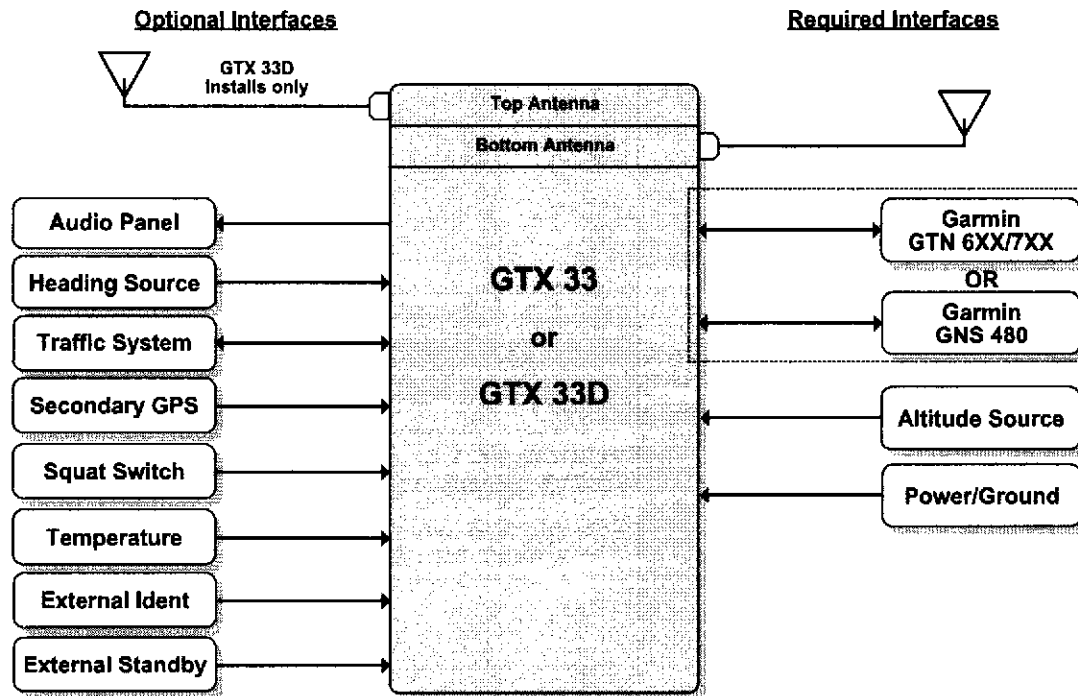 Optional Interfaces
Required Interfaces
GTX 33D
Installs only
Top Antenna
Bottom Antenna
Audio Panel
Heading Source
Traffic System
Secondary GPS
Squat Switch
Temperature
External Ident
External Standby
GTX 33
or
GTX 33D
Garmin
GTN 6XX/7XX
OR
Garmin
GNS 480
Altitude Source
Power/Ground